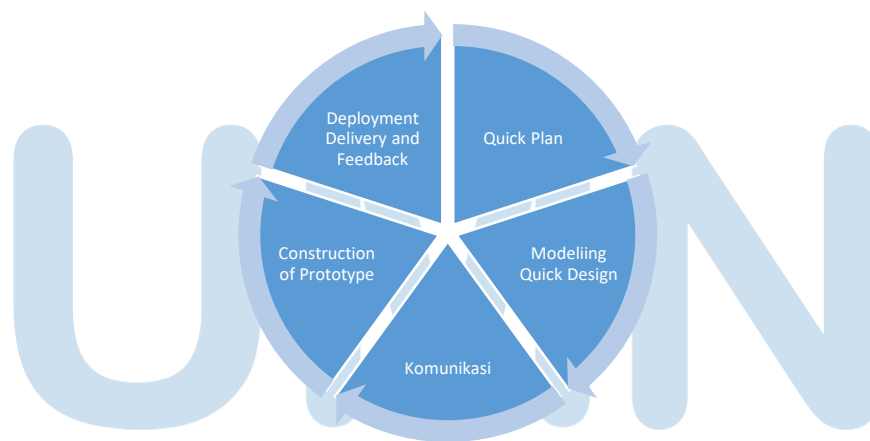 Deployment
Delivery and
Feedback
Quick Plan
Construction
of Prototype
Modeliing
Quick Design
Komunikasi